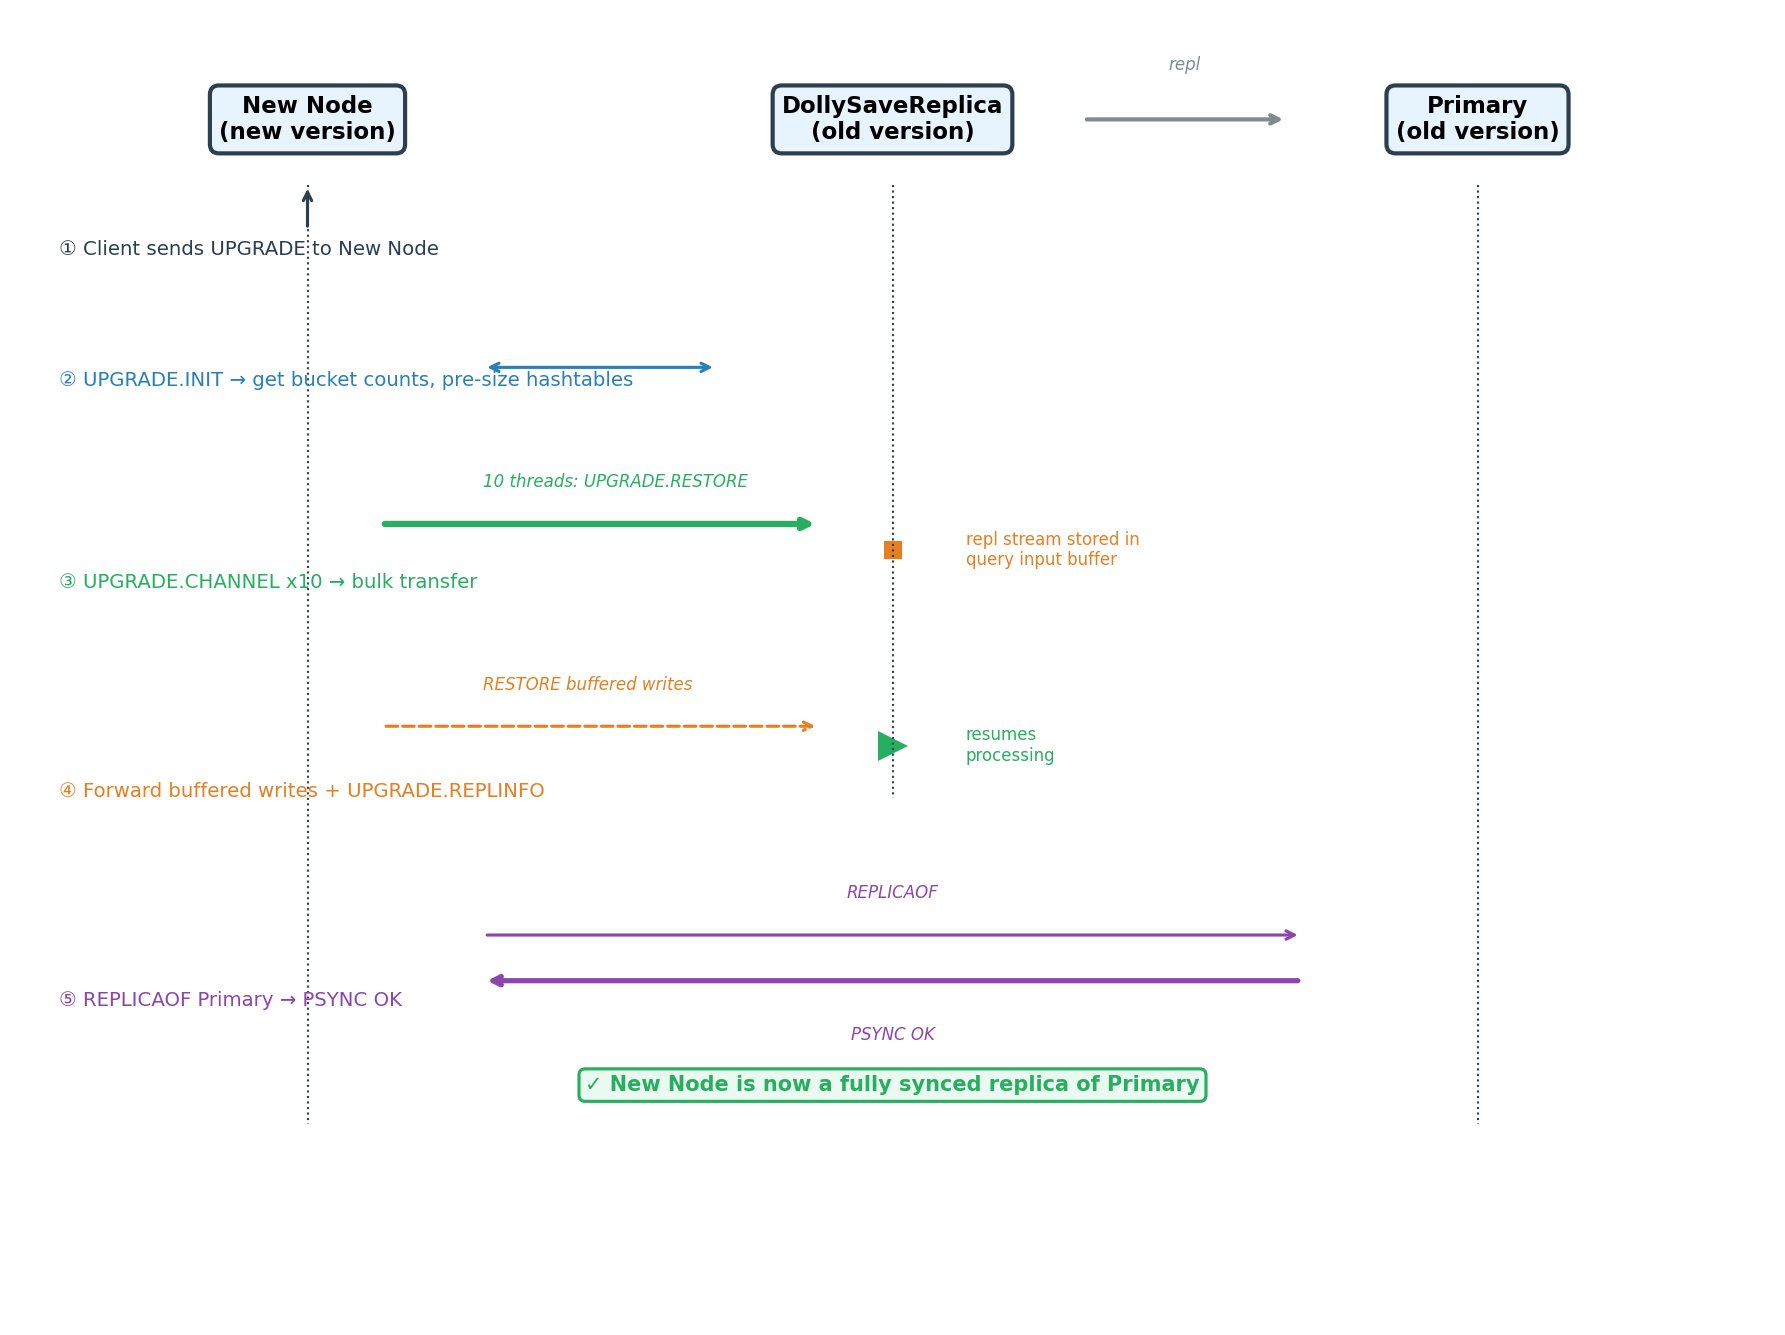 repl
New Node
(new version)
DollySaveReplica
(old version)
Primary
(old version)
① Client sends UPGRADE to New Node
② UPGRADE.INIT → get bucket counts, pre-size hashtables
10 threads: UPGRADE.RESTORE
repl stream stored in
query input buffer
③ UPGRADE.CHANNEL x10 → bulk transfer
RESTORE buffered writes
resumes
processing
④ Forward buffered writes + UPGRADE.REPLINFO
REPLICAOF
⑤ REPLICAOF Primary → PSYNC OK
PSYNC OK
✓ New Node is now a fully synced replica of Primary